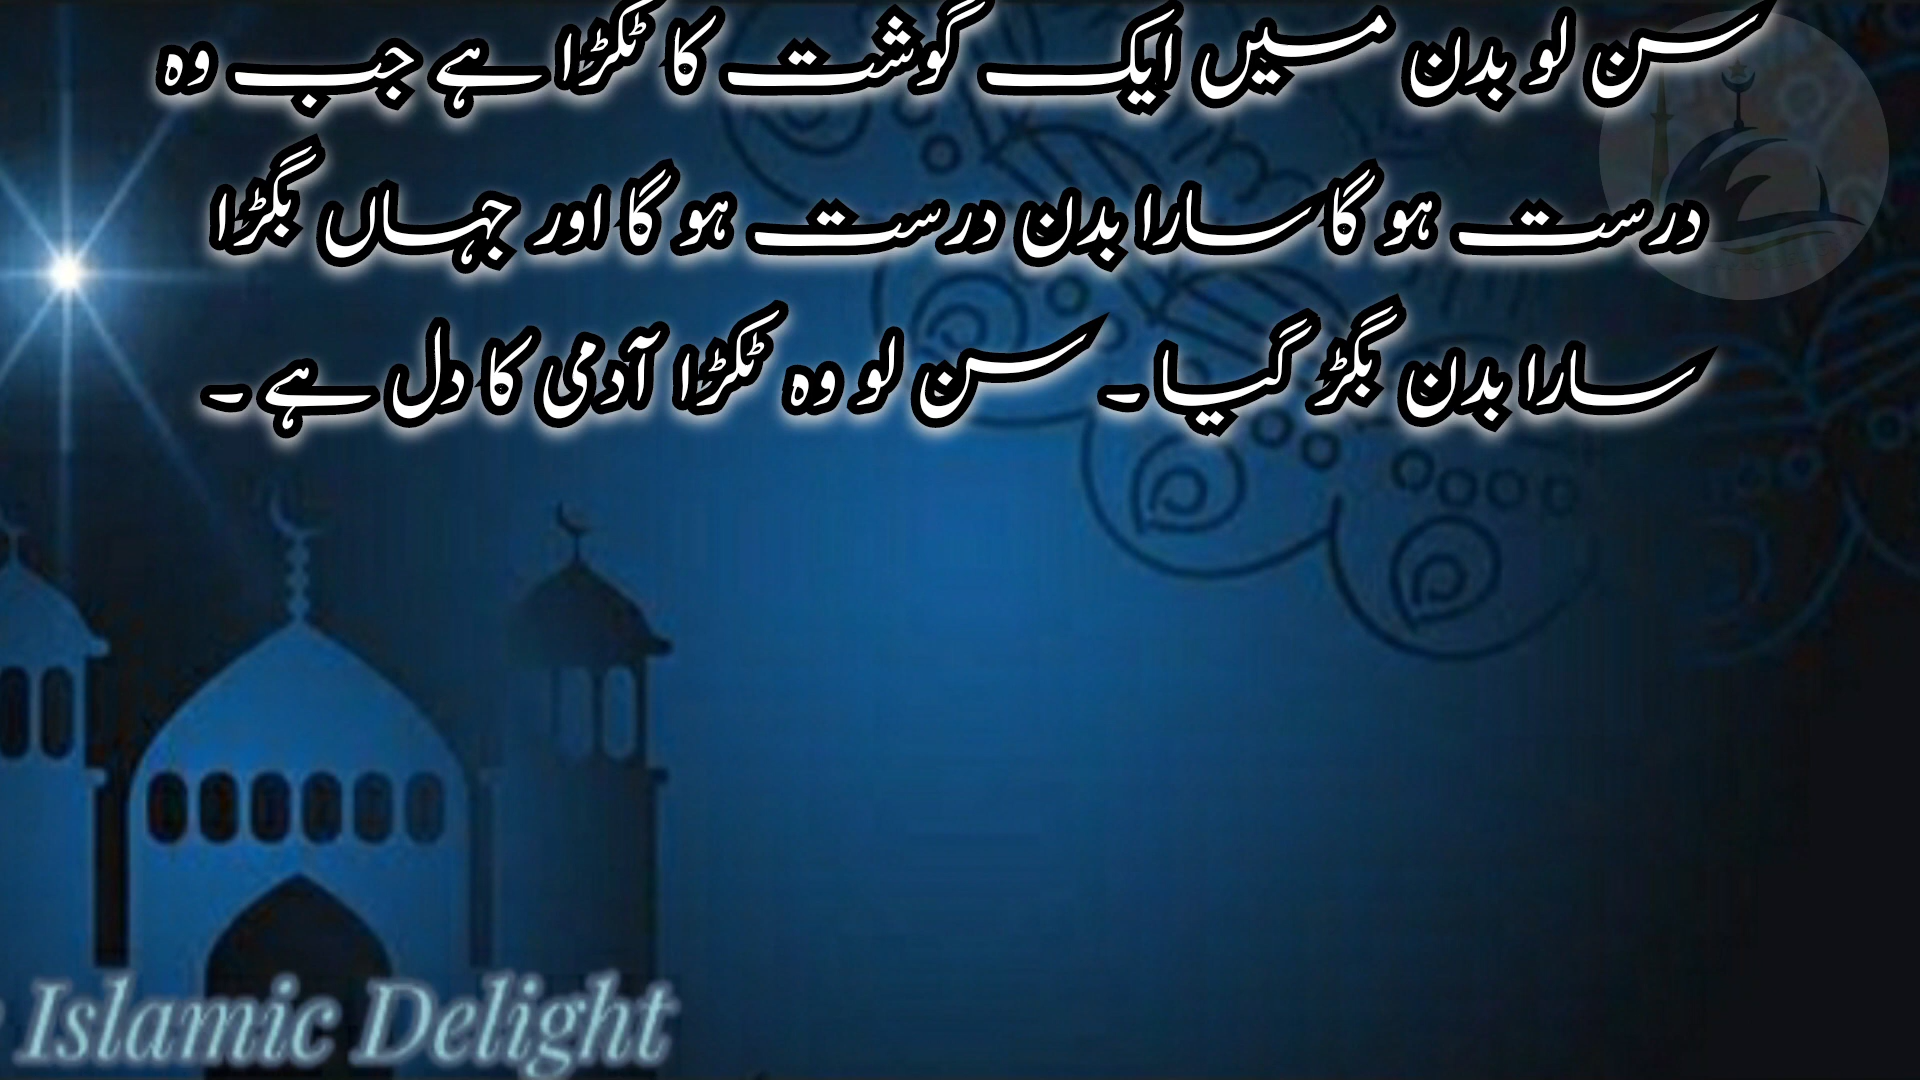 سن لو بدن میں ایک گوشت کا ٹکڑا ہے جب وہ
درست ہو گا سارا بدن درست ہو گا اور جہاں بگڑا
سارا بدن بگڑ گیا۔ سن لو وہ ٹکڑا آدمی کا دل ہے۔
Islamic Delight